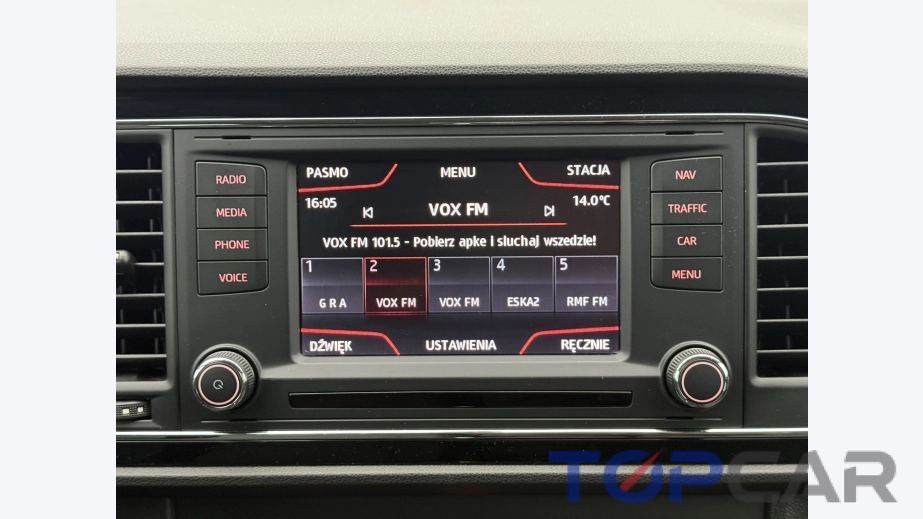 RADIO
MEDIA
PHONE
VOICE
PASMO MENU STACJA
16:05 VOX FM 14.0°C
VOX FM 101.5 - Pobierz apke i sluchaj wszedzie!
1 2 3 4 5
G R A VOX FM VOX FM ESKA2 RMF FM
DŹWIĘK USTAWIENIA RĘCZNIE
NAV
TRAFFIC
CAR
MENU
TOPCAR